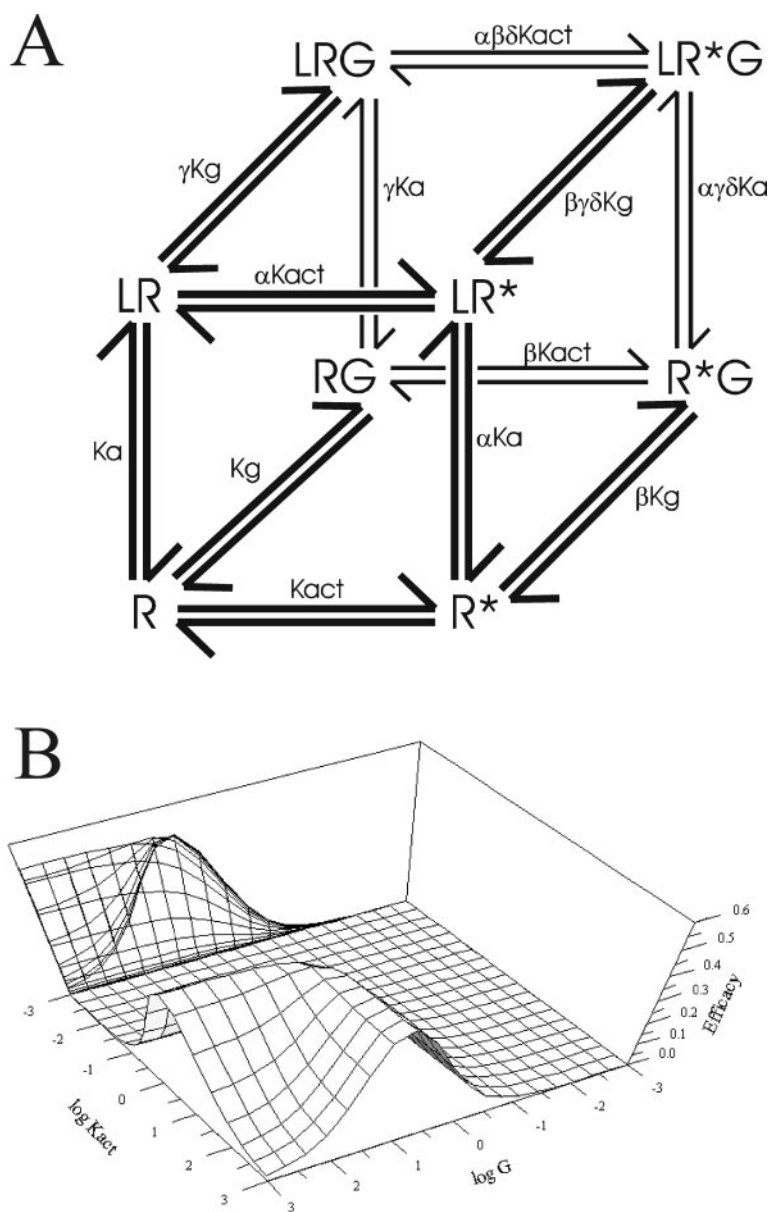 A
αβδKact
LRG LR*G
γKg γKa βγδKg αγδKa
LR αKact LR*
RG βKact R*G
Ka Kg αKa βKg
R Kact R*
B
0.6
0.5
0.4
0.3
0.2
0.1
0.0
Efficacy
-3
-2
-1
0
1
2
3
log Kact
3
2
1
0
-1
-2
-3
log G